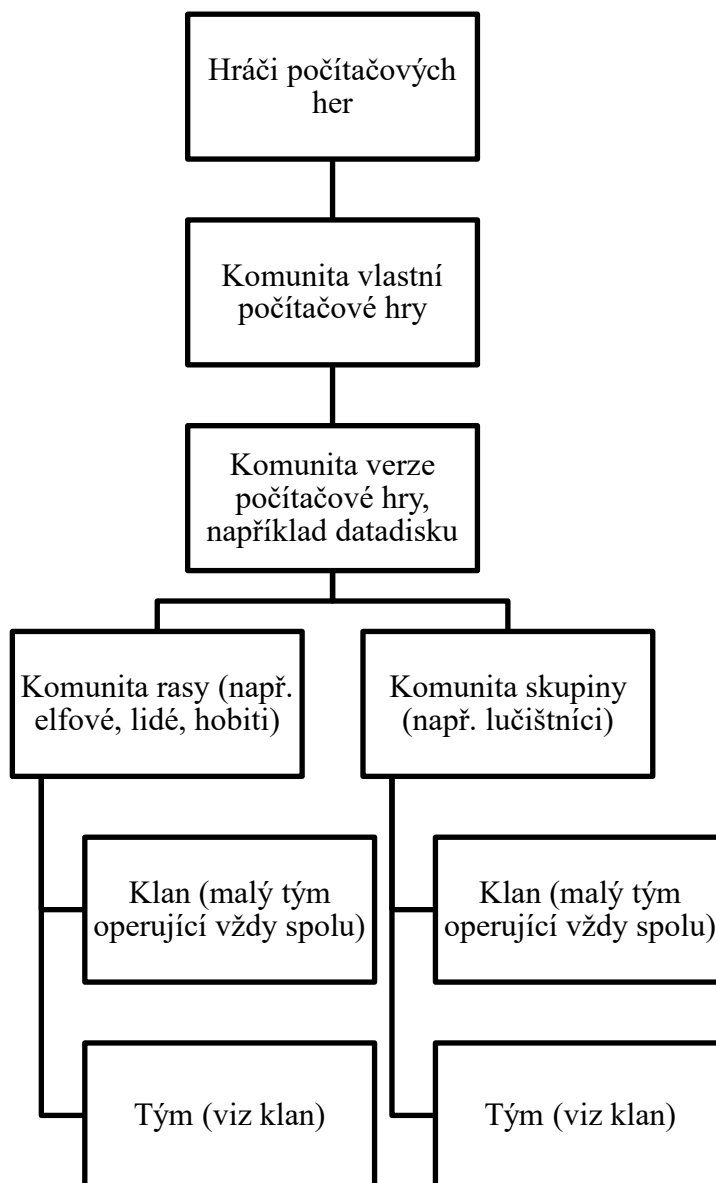 Hráči počítačových
her
Komunita vlastní
počítačové hry
Komunita verze
počítačové hry,
například datadisku
Komunita rasy (např.
elfové, lidé, hobiti)
Komunita skupiny
(např. lučištníci)
Klan (malý tým
operující vždy spolu)
Klan (malý tým
operující vždy spolu)
Tým (viz klan)
Tým (viz klan)